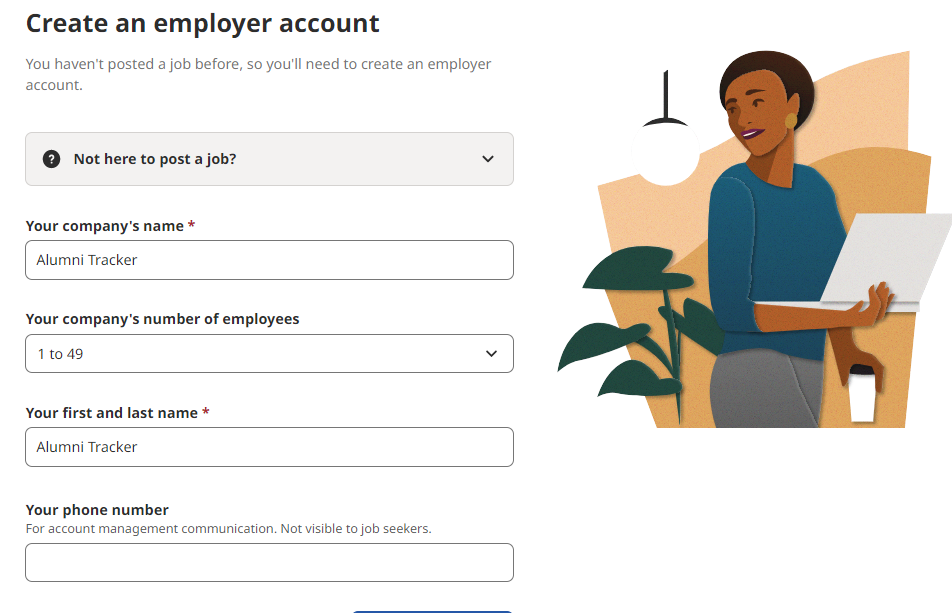 Create an employer account
You haven't posted a job before, so you'll need to create an employer
account.
Not here to post a job?
Your company's name *
Alumni Tracker
Your company's number of employees
1 to 49
Your first and last name *
Alumni Tracker
Your phone number
For account management communication. Not visible to job seekers.